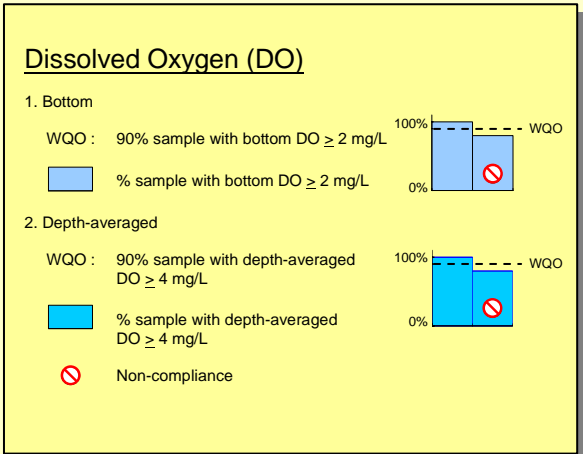 Dissolved Oxygen (DO)
1. Bottom
WQO : 90% sample with bottom DO ≥ 2 mg/L
% sample with bottom DO ≥ 2 mg/L
100%
WQO
0%
2. Depth-averaged
WQO : 90% sample with depth-averaged
DO ≥ 4 mg/L
% sample with depth-averaged
DO ≥ 4 mg/L
100%
WQO
0%
Non-compliance